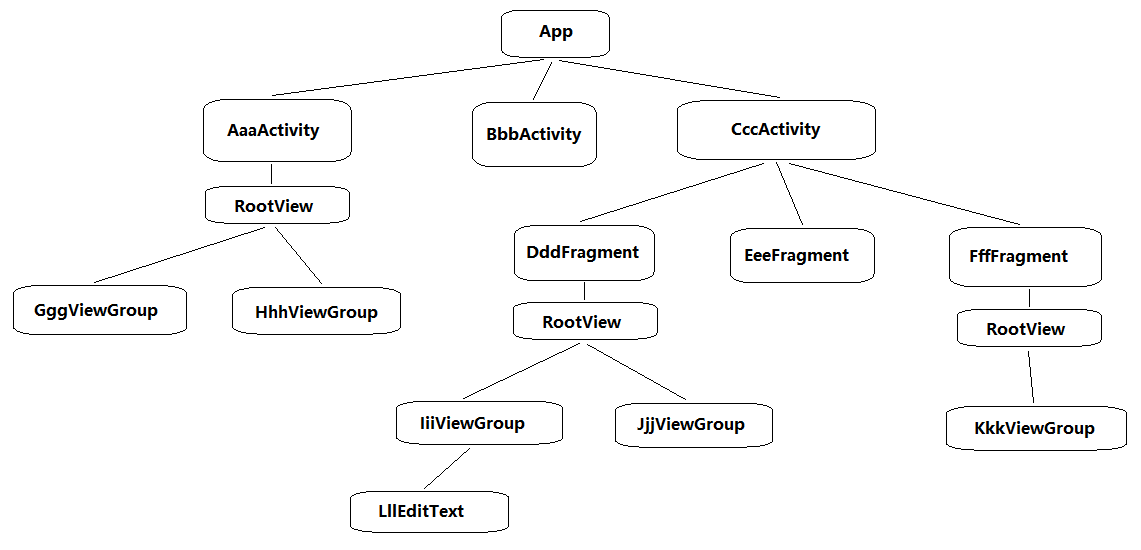 App
AaaActivity
BbbActivity
CccActivity
RootView
DddFragment
EeeFragment
FffFragment
GggViewGroup
HhhViewGroup
RootView
RootView
IiiViewGroup
JjjViewGroup
KkkViewGroup
LllEditText